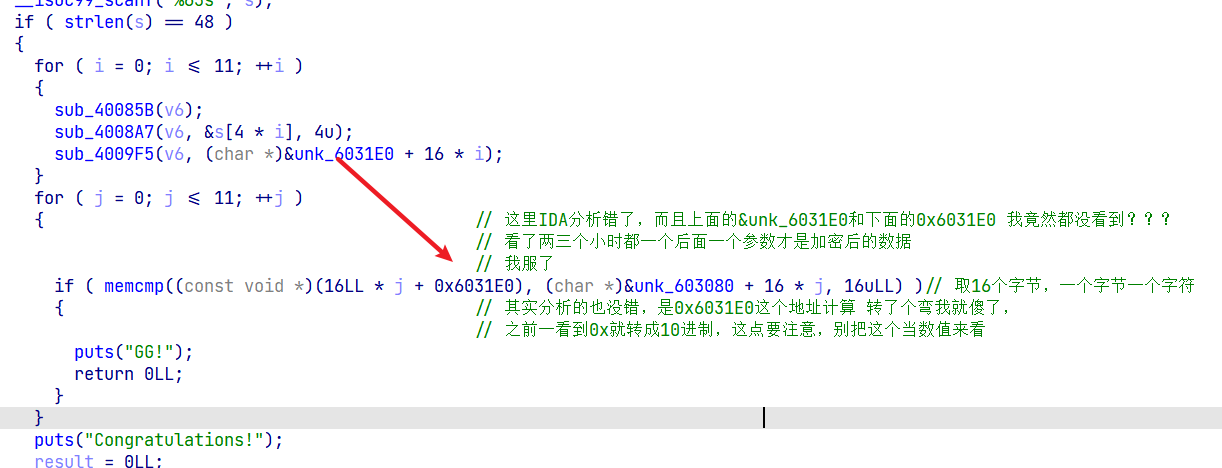 __isoc99_scanf("%63s", s);
if ( strlen(s) == 48 )
{
for ( i = 0; i <= 11; ++i )
{
sub_40085B(v6);
sub_4008A7(v6, &s[4 * i], 4u);
sub_4009F5(v6, (char *)&unk_6031E0 + 16 * i);
}
for ( j = 0; j <= 11; ++j )
{ // 这里IDA分析错了，而且上面的&unk_6031E0和下面的0x6031E0 我竟然都没看到？？？
// 看了两三个小时都一个后面一个参数才是加密后的数据
// 我服了
if ( memcmp((const void *)(16LL * j + 0x6031E0), (char *)&unk_603080 + 16 * j, 16uLL) )// 取16个字节，一个字节一个字符
{ // 其实分析的也没错，是0x6031E0这个地址计算 转了个弯我就傻了，
// 之前一看到0x就转成10进制，这点要注意，别把这个当数值来看
puts("GG!");
return 0LL;
}
}
puts("Congratulations!");
result = 0LL;